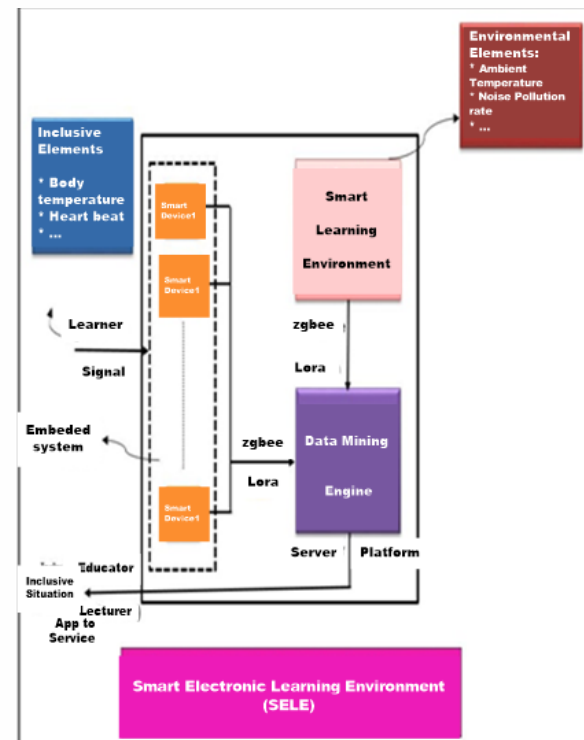 Environmental
Elements:
* Ambient
Temperature
* Noise Pollution
rate
* ...
Inclusive
Elements
* Body
temperature
* Heart beat
* ...
Smart
Device1
Smart
Device1
Smart
Device1
Smart
Learning
Environment
Learner
Signal
zgbee
Lora
Embeded
system
zgbee
Lora
Data Mining
Engine
Server
Platform
Educator
Inclusive
Situation
Lecturer
App to
Service
Smart Electronic Learning Environment
(SELE)